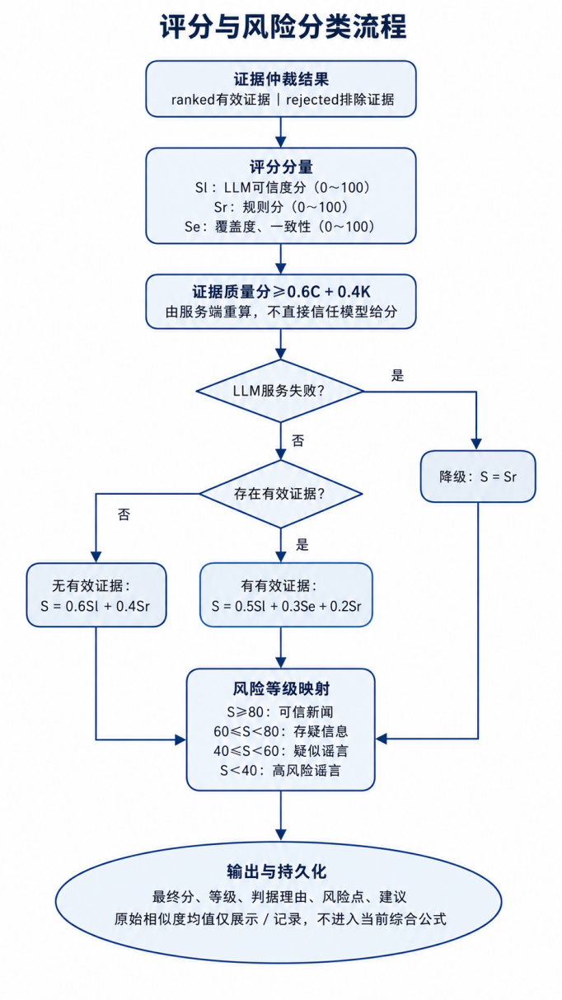 评分与风险分类流程
证据仲裁结果
ranked有效证据 | rejected排除证据
评分分量
Sl：LLM可信度分（0～100）
Sr：规则分（0～100）
Se：覆盖度、一致性（0～100）
证据质量分≥0.6C + 0.4K
由服务端重算，不直接信任模型给分
LLM服务失败？
是
否
降级：S = Sr
存在有效证据？
否
是
无有效证据：
S = 0.6Sl + 0.4Sr
有有效证据：
S = 0.5Sl + 0.3Se + 0.2Sr
风险等级映射
S≥80：可信新闻
60≤S＜80：存疑信息
40≤S＜60：疑似谣言
S＜40：高风险谣言
输出与持久化
最终分、等级、判据理由、风险点、建议
原始相似度均值仅展示 / 记录，不进入当前综合公式